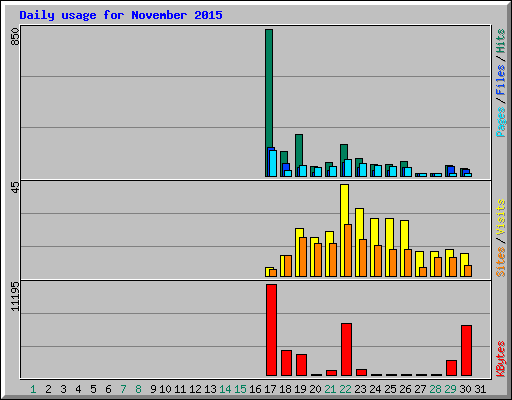 Daily usage for November 2015
850
Pages / Files / Hits
45
Sites / Visits
11195
KBytes
1 2 3 4 5 6 7 8 9 10 11 12 13 14 15 16 17 18 19 20 21 22 23 24 25 26 27 28 29 30 31